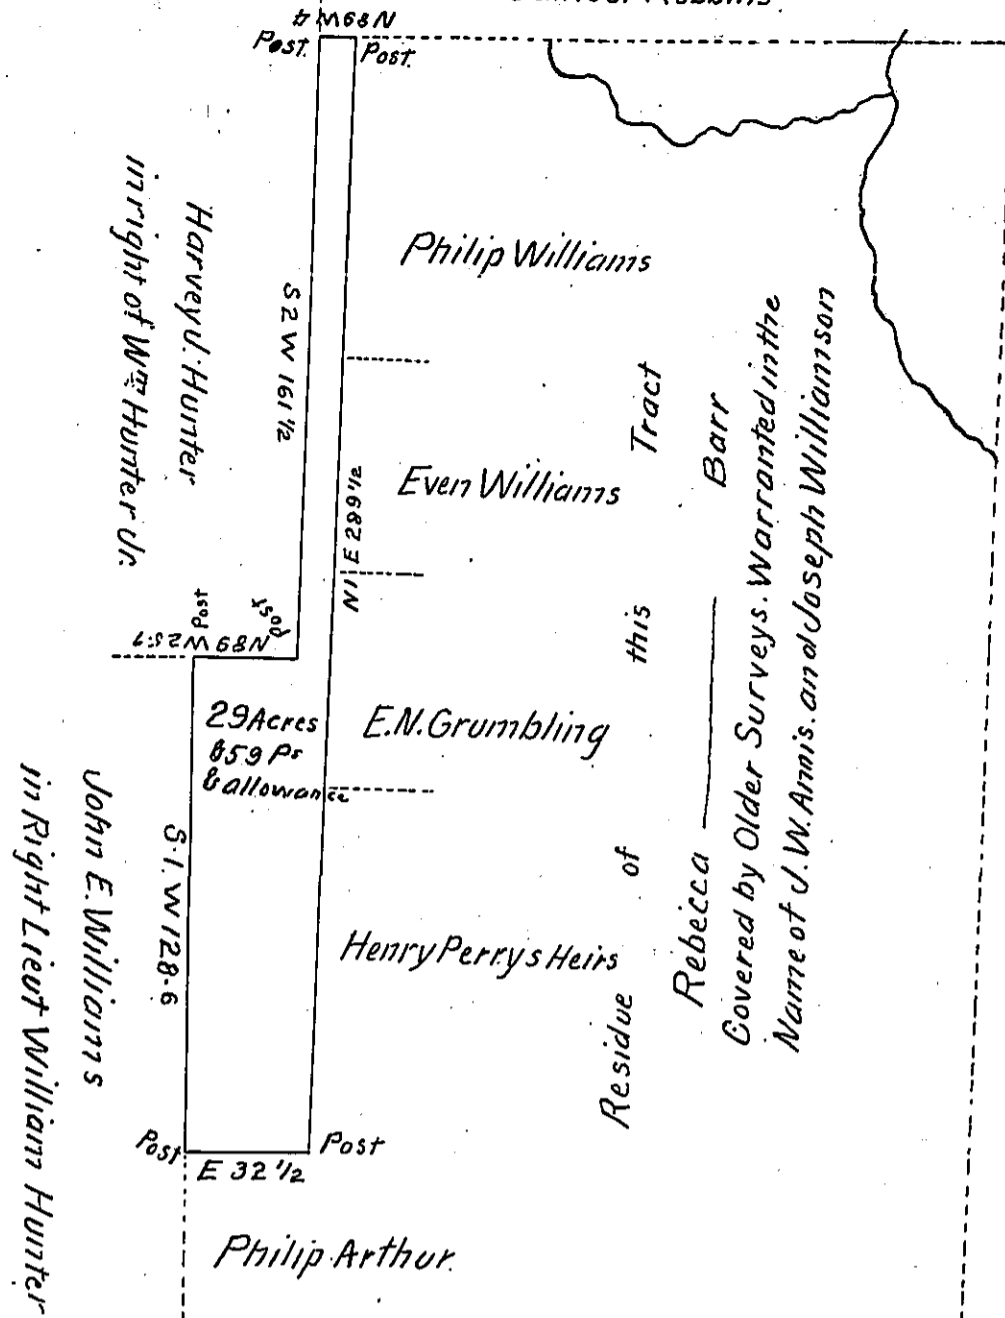 N89W4
Post. Post.
Philip Williams
Harvey J. Hunter
in right of Wm Hunter Jr.
S 2 W 161 1/2
Even Williams
N 1 E 289 1/2
Residue of this Tract
Rebecca Barr
Covered by Older Surveys. Warranted in the
Name of J. W. Annis. and Joseph Williamson
Post
Post
N 89 W 25.7
29 Acres
&59 Ps
& allowance
E. N. Grumbling
John E. Williams
in Right Lieut William Hunter
S. 1. W 128.6
Henry Perrys Heirs
Post Post
E 32 1/2
Philip Arthur.